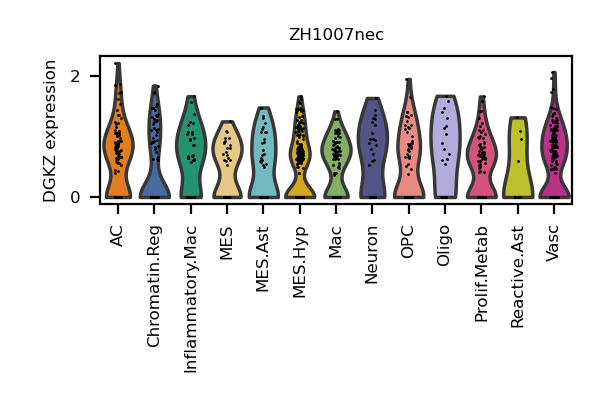 ZH1007nec
DGKZ expression
2
0
AC
Chromatin.Reg
Inflammatory.Mac
MES
MES.Ast
MES.Hyp
Mac
Neuron
OPC
Oligo
Prolif.Metab
Reactive.Ast
Vasc